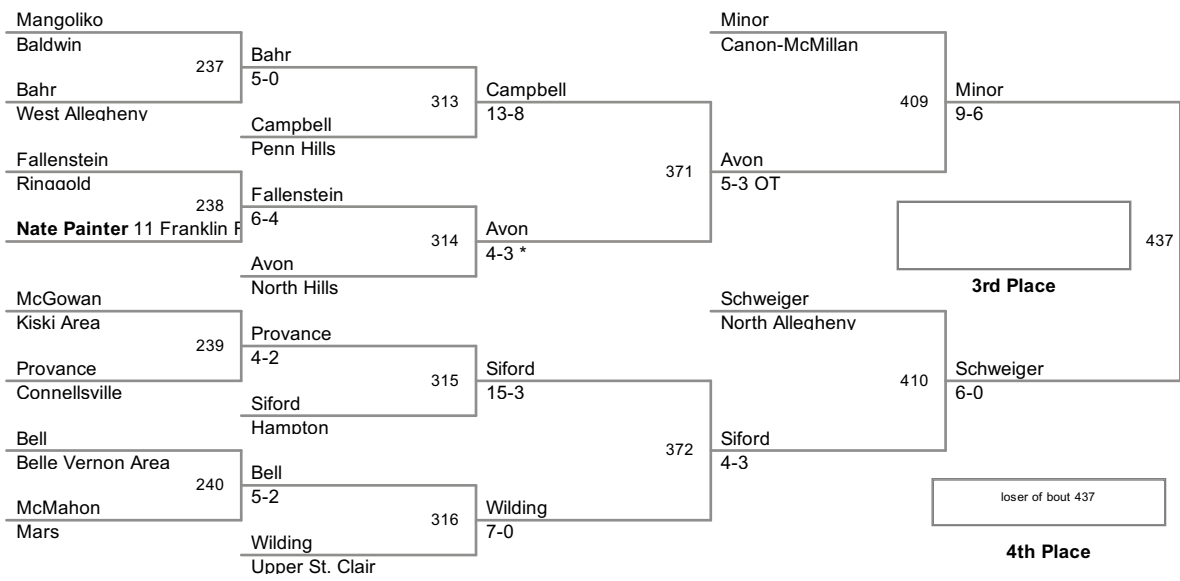 Mangoliko
Baldwin
237
Bahr
West Allegheny
Fallenstein
Ringgold
238
Nate Painter 11 Franklin
McGowan
Kiski Area
239
Provance
Connellsville
Bell
Belle Vernon Area
240
McMahon
Mars
Bahr
5-0
313
Campbell
Penn Hills
Fallenstein
6-4
314
Avon
North Hills
Provance
4-2
315
Siford
Hampton
Bell
5-2
316
Wilding
Upper St. Clair
Campbell
13-8
371
Avon
4-3 *
Siford
15-3
372
Wilding
7-0
Minor
Canon-McMillan
409
Avon
5-3 OT
Schweiger
North Allegheny
410
Siford
4-3
Minor
9-6
437
3rd Place
Schweiger
6-0
loser of bout 437
4th Place